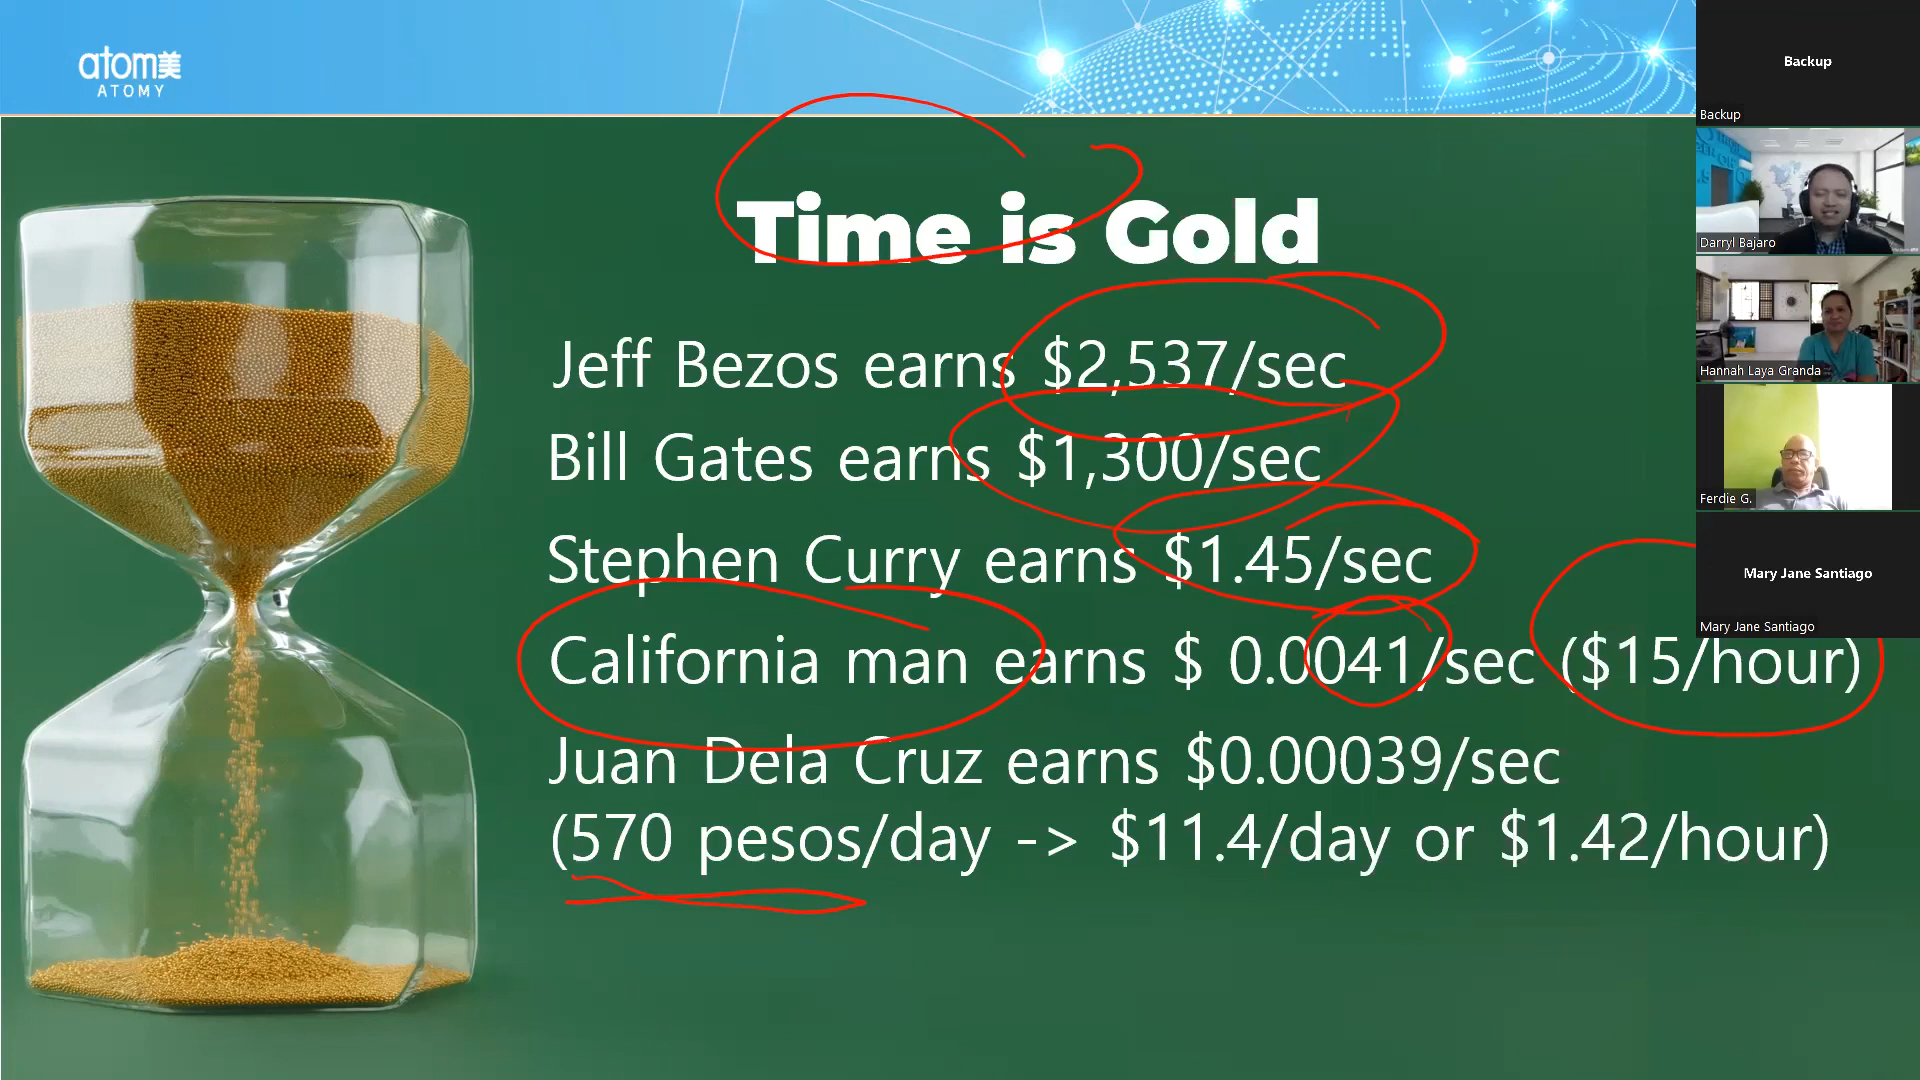 atom美
ATOMY
Time is Gold
Jeff Bezos earns $2,537/sec
Bill Gates earns $1,300/sec
Stephen Curry earns $1.45/sec
California man earns $ 0.0041/sec ($15/hour)
Juan Dela Cruz earns $0.00039/sec
(570 pesos/day -> $11.4/day or $1.42/hour)
Backup
Backup
Darryl Bajaro
Hannah Laya Granda
Ferdie G.
Mary Jane Santiago
Mary Jane Santiago